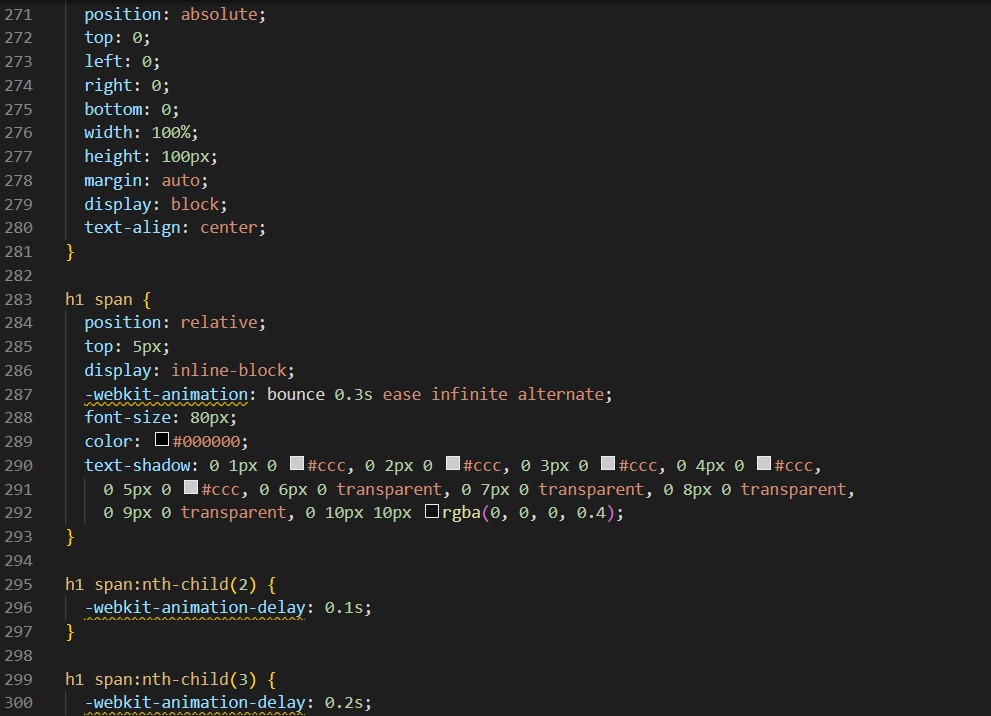 271 position: absolute;
272 top: 0;
273 left: 0;
274 right: 0;
275 bottom: 0;
276 width: 100%;
277 height: 100px;
278 margin: auto;
279 display: block;
280 text-align: center;
281 }
282
283 h1 span {
284 position: relative;
285 top: 5px;
286 display: inline-block;
287 -webkit-animation: bounce 0.3s ease infinite alternate;
288 font-size: 80px;
289 color: #000000;
290 text-shadow: 0 1px 0 #ccc, 0 2px 0 #ccc, 0 3px 0 #ccc, 0 4px 0 #ccc,
291 0 5px 0 #ccc, 0 6px 0 transparent, 0 7px 0 transparent, 0 8px 0 transparent,
292 0 9px 0 transparent, 0 10px 10px rgba(0, 0, 0, 0.4);
293 }
294
295 h1 span:nth-child(2) {
296 -webkit-animation-delay: 0.1s;
297 }
298
299 h1 span:nth-child(3) {
300 -webkit-animation-delay: 0.2s;